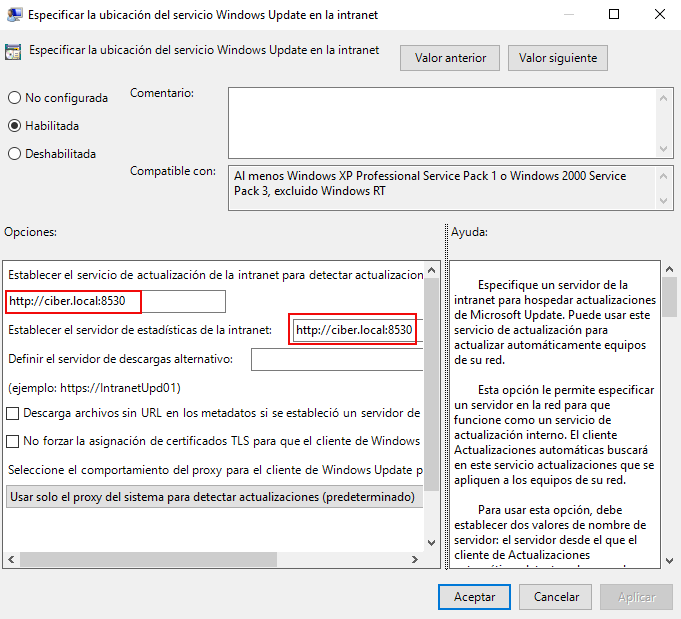 Especificar la ubicación del servicio Windows Update en la intranet
Especificar la ubicación del servicio Windows Update en la intranet
Valor anterior
Valor siguiente
No configurada
Habilitada
Deshabilitada
Comentario:
Compatible con:
Al menos Windows XP Professional Service Pack 1 o Windows 2000 Service
Pack 3, excluido Windows RT
Opciones:
Establecer el servicio de actualización de la intranet para detectar actualizacion
http://ciber.local:8530
Establecer el servidor de estadísticas de la intranet:
http://ciber.local:8530
Definir el servidor de descargas alternativo:
(ejemplo: https://IntranetUpd01)
Descarga archivos sin URL en los metadatos si se estableció un servidor de
No forzar la asignación de certificados TLS para que el cliente de Windows
Seleccione el comportamiento del proxy para el cliente de Windows Update p
Usar solo el proxy del sistema para detectar actualizaciones (predeterminado)
Ayuda:
Especifique un servidor de la
intranet para hospedar actualizaciones
de Microsoft Update. Puede usar este
servicio de actualización para
actualizar automáticamente equipos
de su red.
Esta opción le permite especificar
un servidor en la red para que
funcione como un servicio de
actualización interno. El cliente
Actualizaciones automáticas buscará
en este servicio actualizaciones que se
apliquen a los equipos de su red.
Para usar esta opción, debe
establecer dos valores de nombre de
servidor: el servidor desde el que el
cliente de Actualizaciones
Aceptar
Cancelar
Aplicar